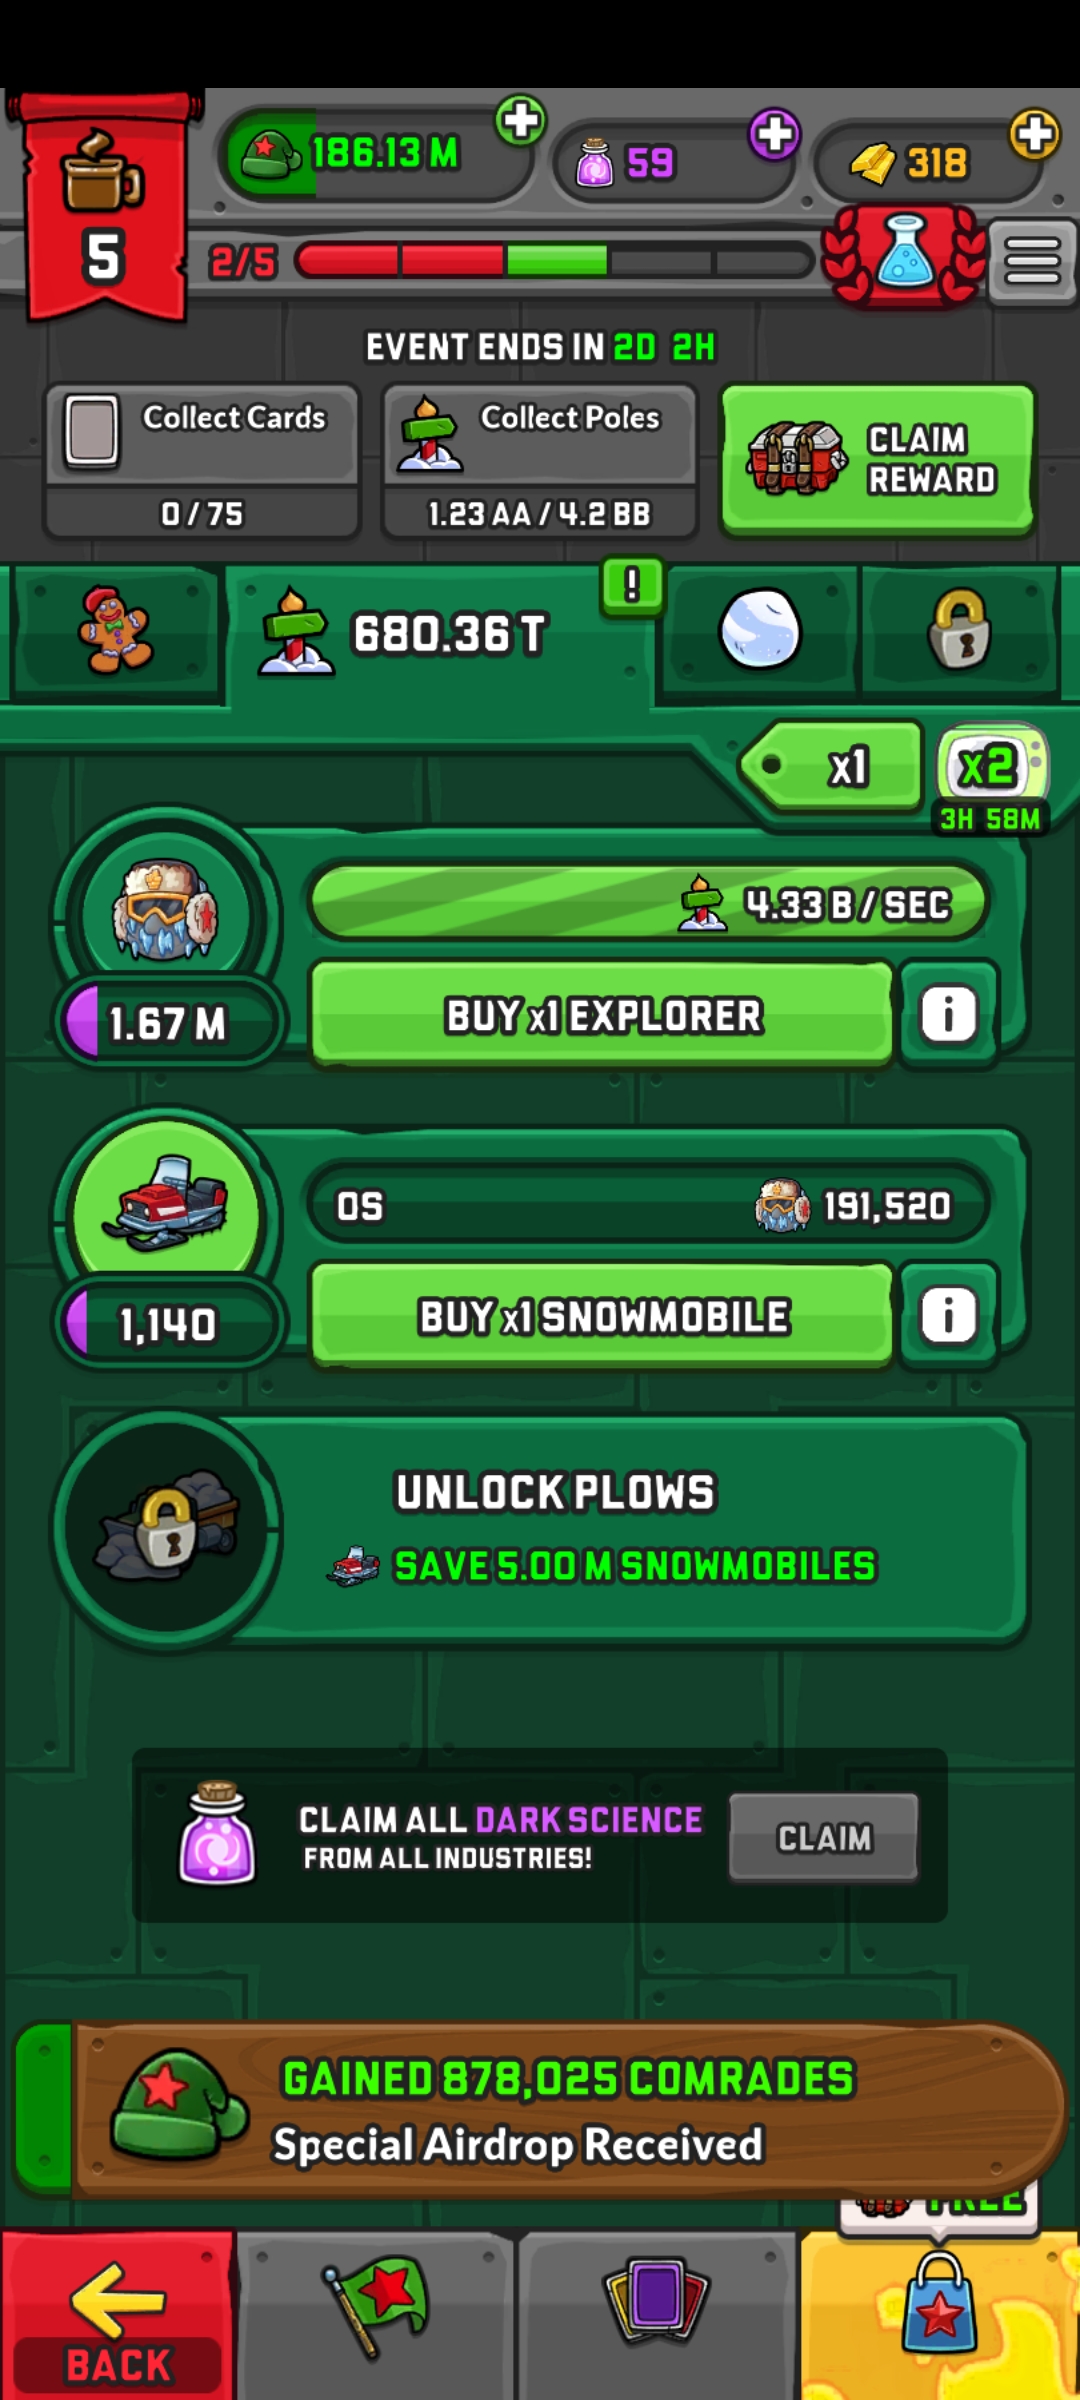 186.13 M
59
318
5
2/5
EVENT ENDS IN 2D 2H
Collect Cards
0 / 75
Collect Poles
1.23 AA / 4.2 BB
CLAIM
REWARD
680.36 T
!
x1
x2
3H 58M
4.33 B / SEC
1.67 M
BUY x1 EXPLORER
i
0S
191,520
1,140
BUY x1 SNOWMOBILE
i
UNLOCK PLOWS
SAVE 5.00 M SNOWMOBILES
CLAIM ALL DARK SCIENCE
FROM ALL INDUSTRIES!
CLAIM
GAINED 878,025 COMRADES
Special Airdrop Received
FREE
BACK